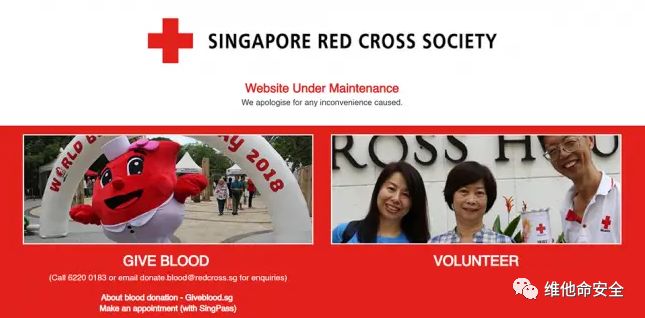 SINGAPORE RED CROSS SOCIETY
Website Under Maintenance
We apologise for any inconvenience caused.
WORLD B
y 2018
ROSS HOU
GIVE BLOOD
VOLUNTEER
(Call 6220 0183 or email donate.blood@redcross.sg for enquiries)
About blood donation - Giveblood.sg
Make an appointment (with SingPass)
维他命安全